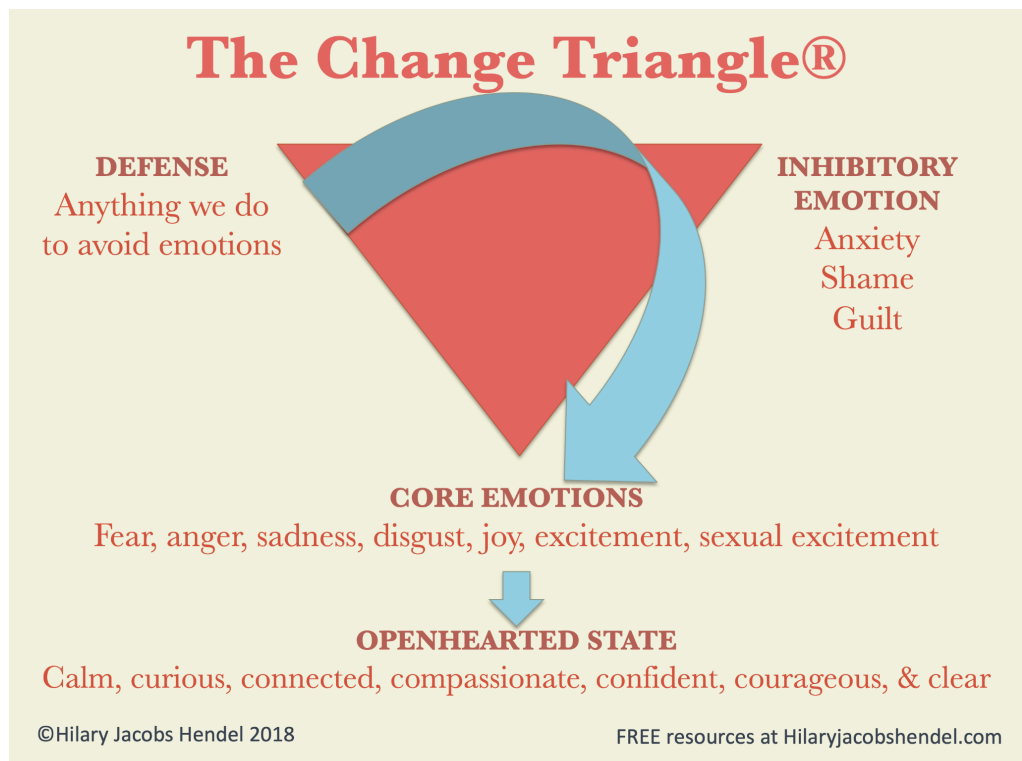 The Change Triangle®
DEFENSE
Anything we do
to avoid emotions
INHIBITORY
EMOTION
Anxiety
Shame
Guilt
CORE EMOTIONS
Fear, anger, sadness, disgust, joy, excitement, sexual excitement
OPENHEARTED STATE
Calm, curious, connected, compassionate, confident, courageous, & clear
©Hilary Jacobs Hendel 2018
FREE resources at Hilaryjacobshendel.com